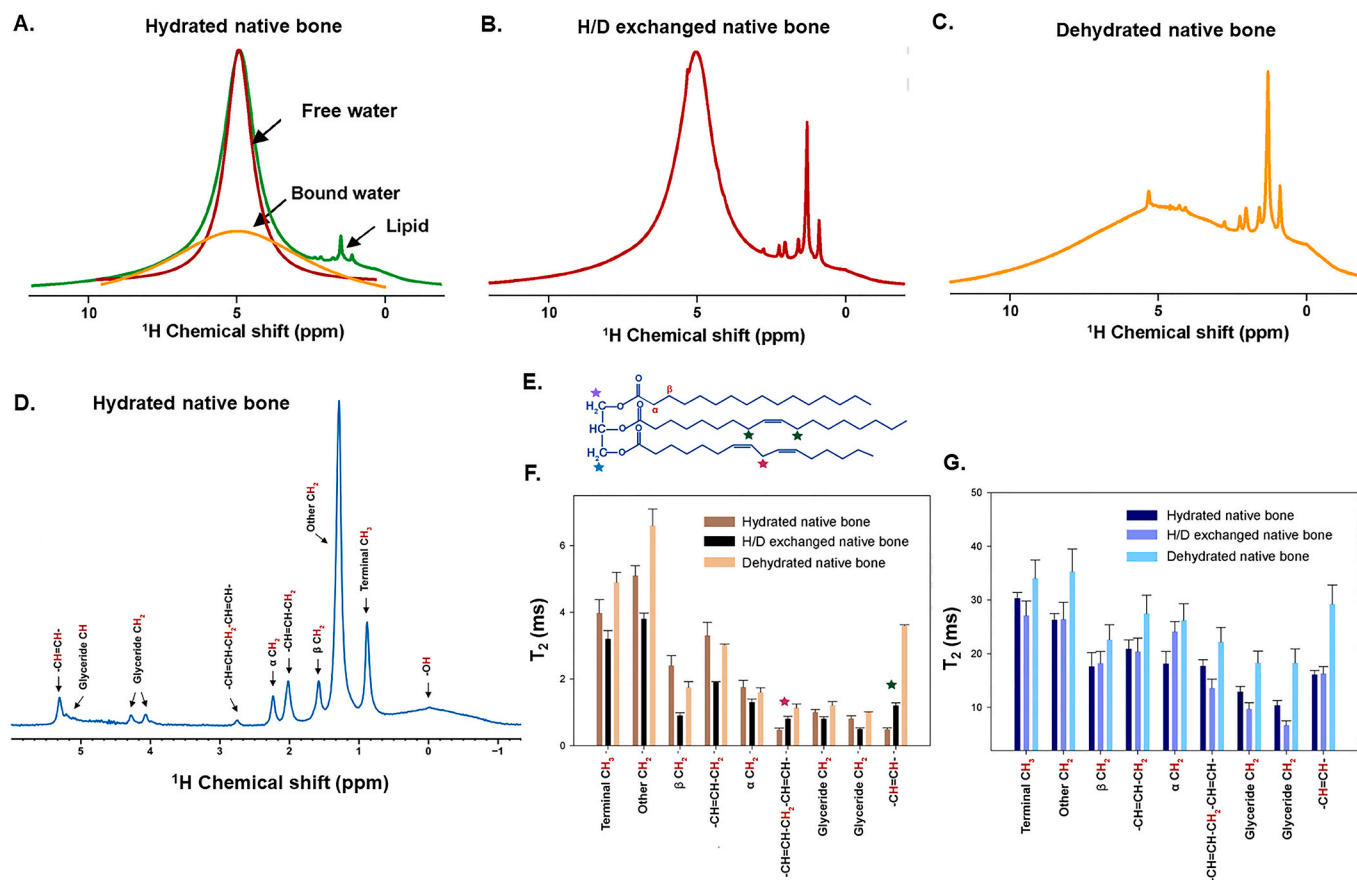 A.
Hydrated native bone
Free water
Bound water
Lipid
10
5
0
¹H Chemical shift (ppm)
B.
H/D exchanged native bone
10
5
0
¹H Chemical shift (ppm)
C.
Dehydrated native bone
10
5
0
¹H Chemical shift (ppm)
D.
Hydrated native bone
-CH=CH-
Glyceride CH
Glyceride CH₂
-CH=CH-CH₂-CH=CH-
α CH₂
-CH=CH-CH₂
β CH₂
Other CH₂
Terminal CH₃
-OH
5
4
3
2
1
0
-1
¹H Chemical shift (ppm)
E.
O
β
H₂C
O
α
O
HC
O
O
H₂C
O
F.
T₂ (ms)
6
4
2
0
Hydrated native bone
H/D exchanged native bone
Dehydrated native bone
Terminal CH₃
Other CH₂
β CH₂
-CH=CH-CH₂
α CH₂
-CH=CH-CH₂-CH=CH-
Glyceride CH₂
Glyceride CH₂
-CH=CH-
G.
T₂ (ms)
50
40
30
20
10
Hydrated native bone
H/D exchanged native bone
Dehydrated native bone
Terminal CH₃
Other CH₂
β CH₂
-CH=CH-CH₂
α CH₂
-CH=CH-CH₂-CH=CH-
Glyceride CH₂
Glyceride CH₂
-CH=CH-